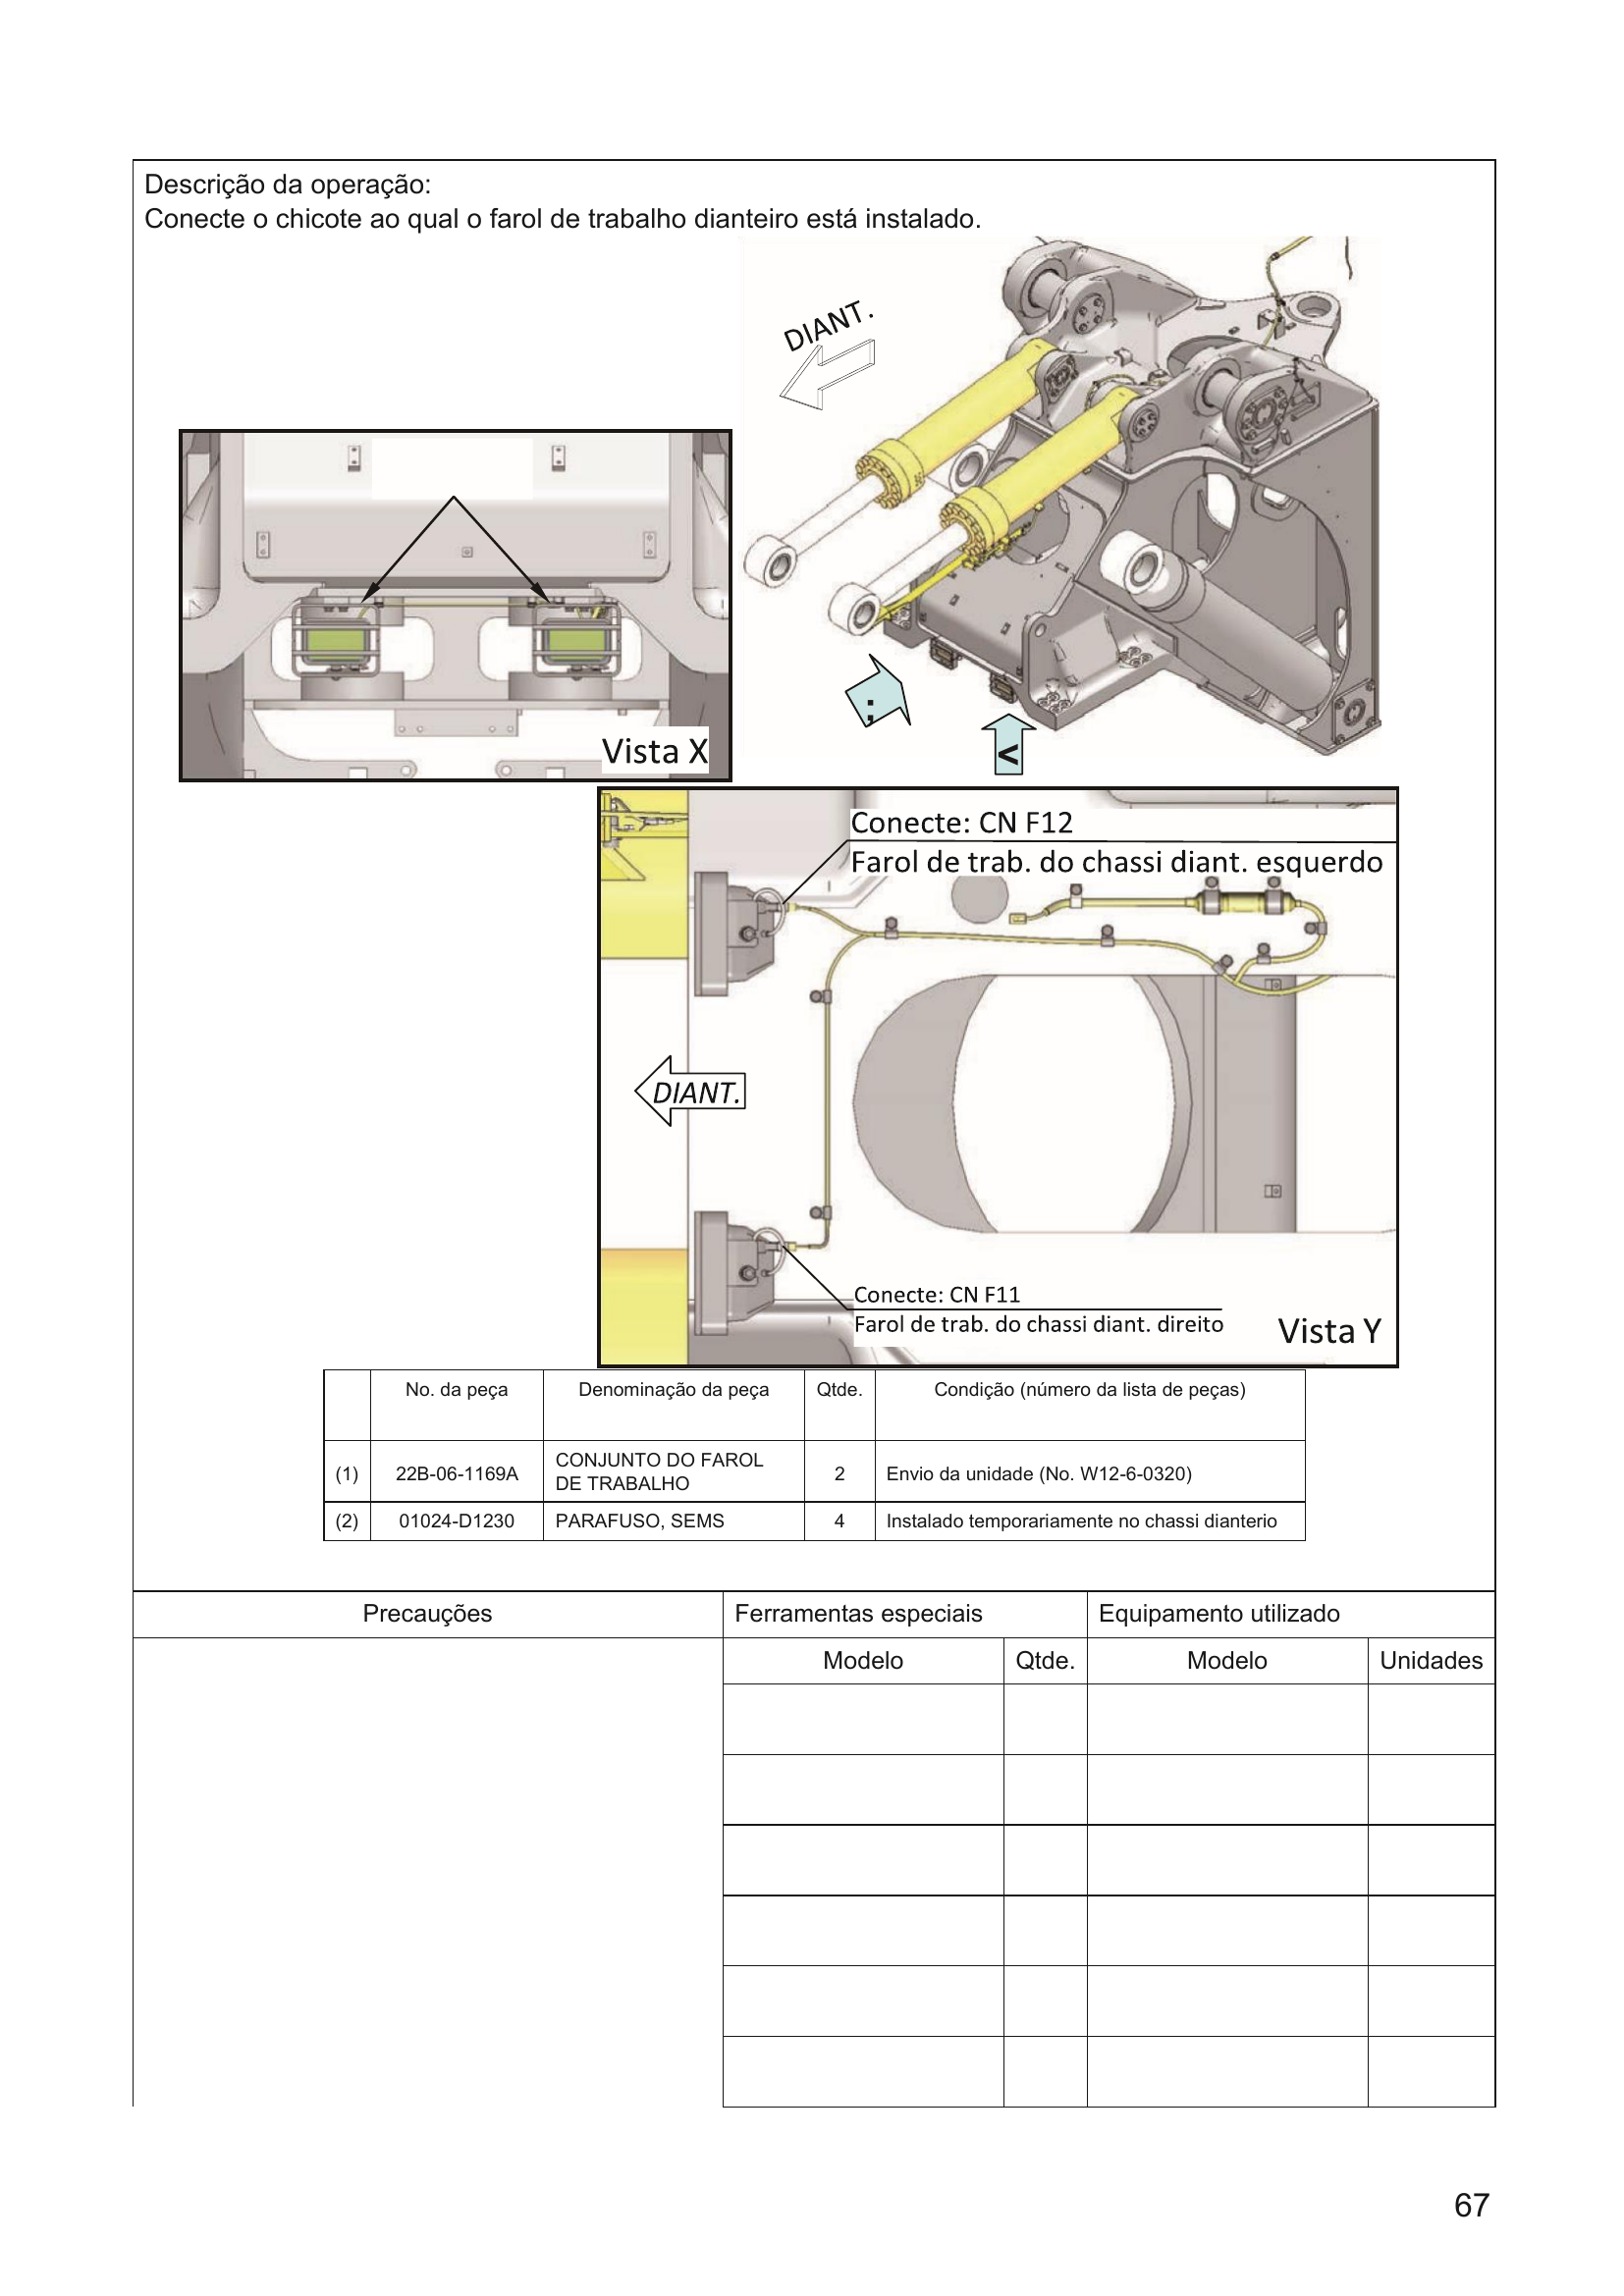 Descrição da operação:
Conecte o chicote ao qual o farol de trabalho dianteiro está instalado.
DIANT.
Vista X
Conecte: CN F12
Farol de trab. do chassi diant. esquerdo
DIANT.
Conecte: CN F11
Farol de trab. do chassi diant. direito
Vista Y
No. da peça Denominação da peça Qtde. Condição (número da lista de peças)
(1) 22B-06-1169A CONJUNTO DO FAROL DE TRABALHO 2 Envio da unidade (No. W12-6-0320)
(2) 01024-D1230 PARAFUSO, SEMS 4 Instalado temporariamente no chassi dianterio
Precauções Ferramentas especiais Equipamento utilizado
Modelo Qtde. Modelo Unidades
67